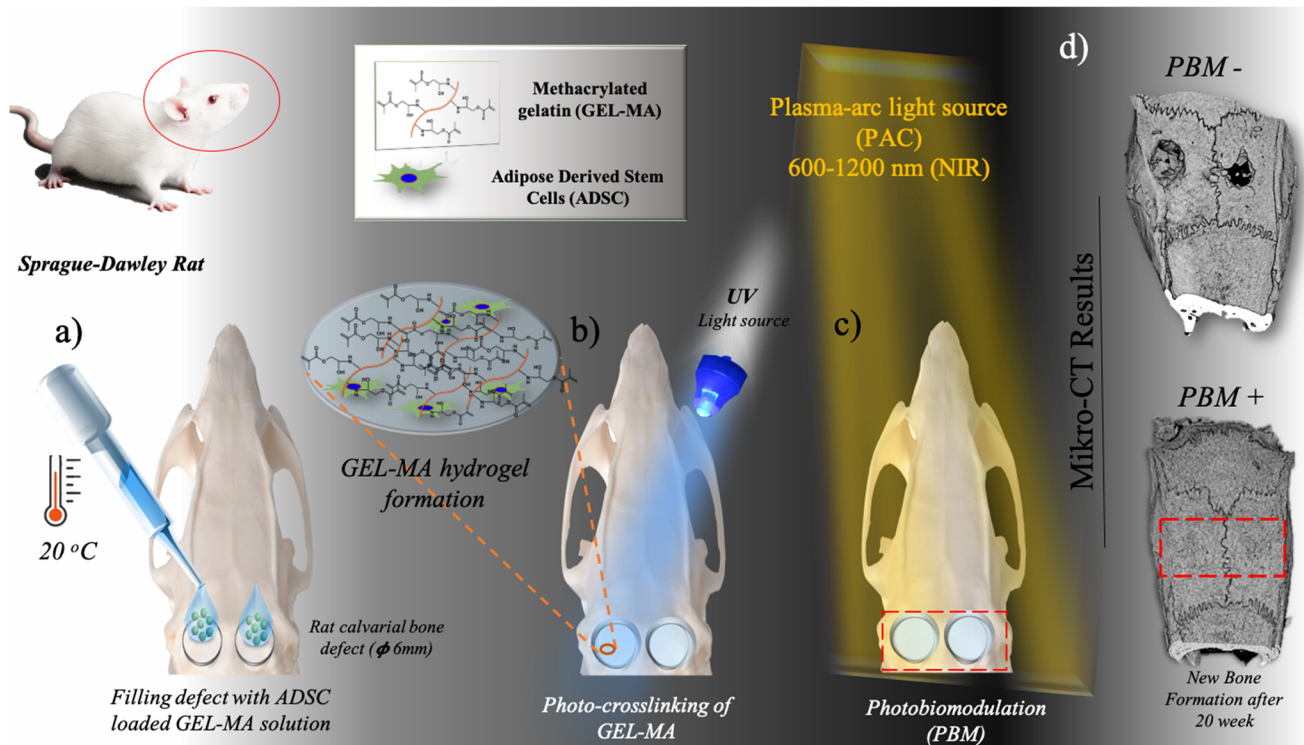 Sprague-Dawley Rat
Methacrylated
gelatin (GEL-MA)
Adipose Derived Stem
Cells (ADSC)
a)
20 °C
Rat calvarial bone
defect (ϕ 6mm)
Filling defect with ADSC
loaded GEL-MA solution
GEL-MA hydrogel
formation
b)
UV
Light source
Photo-crosslinking of
GEL-MA
Plasma-arc light source
(PAC)
600-1200 nm (NIR)
c)
Photobiomodulation
(PBM)
d)
Mikro-CT Results
PBM -
PBM +
New Bone
Formation after
20 week